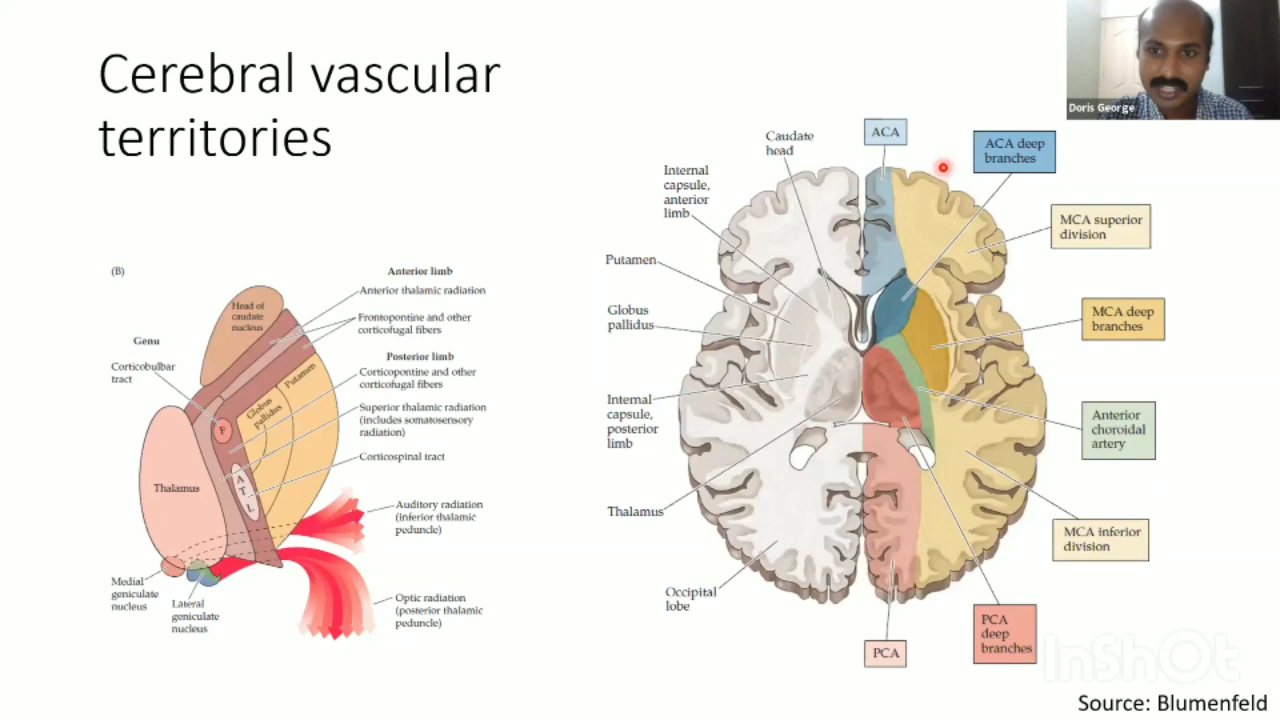 Cerebral vascular
territories
Doris George
(B)
Anterior limb
Anterior thalamic radiation
Head of
caudate
nucleus
Frontopontine and other
corticofugal fibers
Genu
Corticobulbar
tract
Posterior limb
Corticopontine and other
corticofugal fibers
Putamen
Globus
pallidus
Superior thalamic radiation
(includes somatosensory
radiation)
F
Corticospinal tract
A
T
L
Thalamus
Auditory radiation
(inferior thalamic
peduncle)
Medial
geniculate
nucleus
Lateral
geniculate
nucleus
Optic radiation
(posterior thalamic
peduncle)
Caudate
head
ACA
ACA deep
branches
Internal
capsule,
anterior
limb
MCA superior
division
Putamen
Globus
pallidus
MCA deep
branches
Internal
capsule,
posterior
limb
Anterior
choroidal
artery
Thalamus
MCA inferior
division
Occipital
lobe
PCA
PCA
deep
branches
InShOt
Source: Blumenfeld